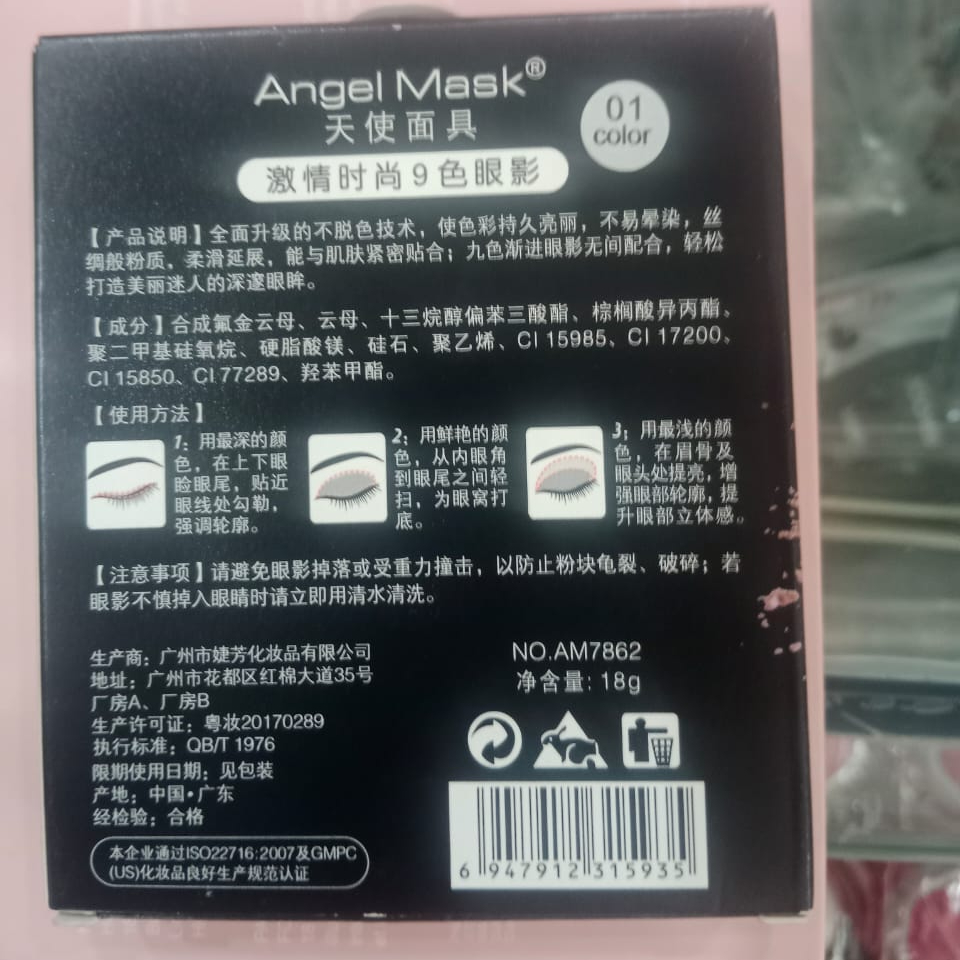 Angel Mask®
天使面具
01
color
激情时尚9色眼影
【产品说明】全面升级的不脱色技术，使色彩持久亮丽，不易晕染，丝
绸般粉质，柔滑延展，能与肌肤紧密贴合；九色渐进眼影无间配合，轻松
打造美丽迷人的深邃眼眸。
【成分】合成氟金云母、云母、十三烷醇偏苯三酸酯、棕榈酸异丙酯、
聚二甲基硅氧烷、硬脂酸镁、硅石、聚乙烯、CI 15985、CI 17200、
CI 15850、CI 77289、羟苯甲酯。
【使用方法】
1：用最深的颜
色，在上下眼
睑眼尾，贴近
眼线处勾勒，
强调轮廓。
2：用鲜艳的颜
色，从内眼角
到眼尾之间轻
扫，为眼窝打
底。
3：用最浅的颜
色，在眉骨及
眼头处提亮，增
强眼部轮廓，提
升眼部立体感。
【注意事项】请避免眼影掉落或受重力撞击，以防止粉块龟裂、破碎；若
眼影不慎掉入眼睛时请立即用清水清洗。
生产商：广州市婕芳化妆品有限公司
地址：广州市花都区红棉大道35号
厂房A、厂房B
生产许可证：粤妆20170289
执行标准：QB/T 1976
限期使用日期：见包装
产地：中国•广东
经检验：合格
本企业通过ISO22716:2007及GMPC
(US)化妆品良好生产规范认证
NO.AM7862
净含量：18g
6 947912 315935